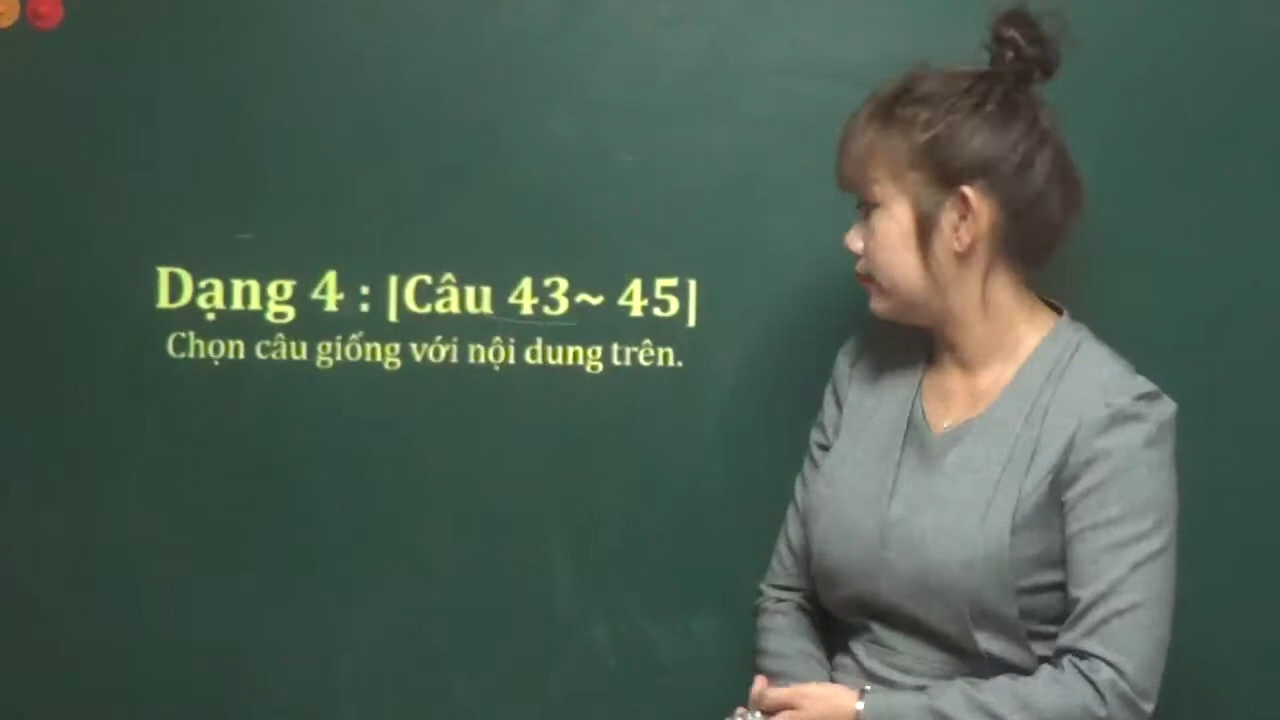 Dạng 4 : [Câu 43~ 45]
Chọn câu giống với nội dung trên.